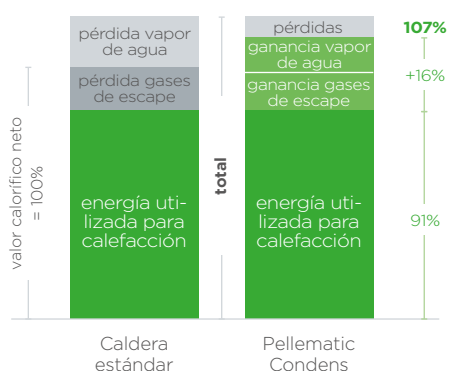 pérdida vapor
de agua
pérdida gases
de escape
energía uti-
lizada para
calefacción
valor calorífico neto
= 100%
total
pérdidas
ganancia vapor
de agua
ganancia gases
de escape
energía uti-
lizada para
calefacción
107%
+16%
91%
Caldera
estándar
Pellematic
Condens